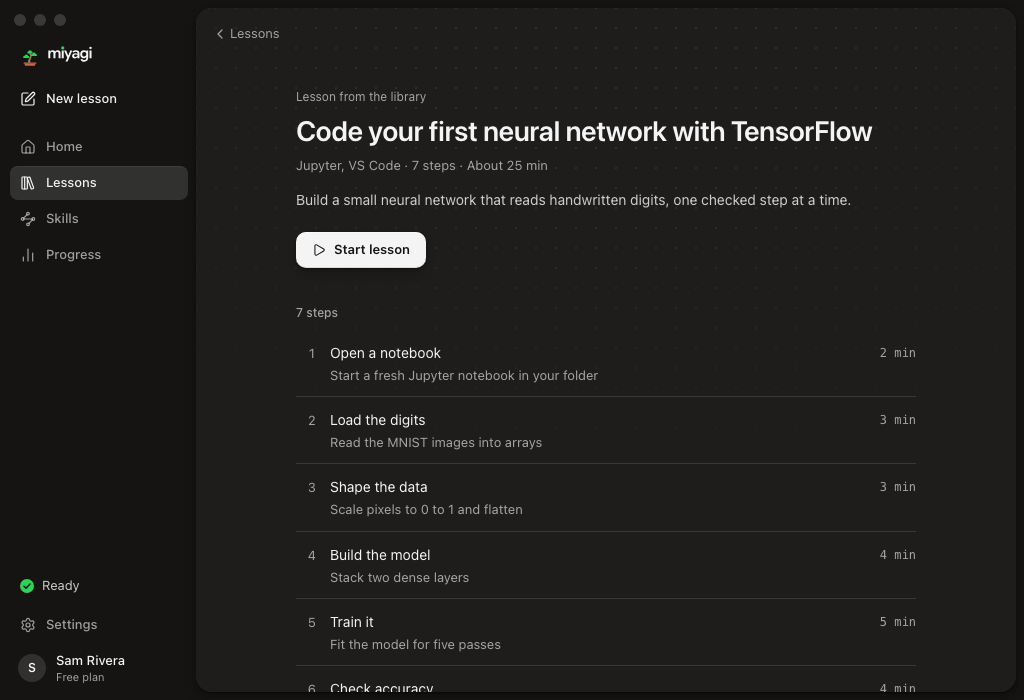 miyagi
New lesson
Home
Lessons
Skills
Progress
Ready
Settings
S
Sam Rivera
Free plan
Lessons
Lesson from the library
Code your first neural network with TensorFlow
Jupyter, VS Code · 7 steps · About 25 min
Build a small neural network that reads handwritten digits, one checked step at a time.
Start lesson
7 steps
1 Open a notebook 2 min
Start a fresh Jupyter notebook in your folder
2 Load the digits 3 min
Read the MNIST images into arrays
3 Shape the data 3 min
Scale pixels to 0 to 1 and flatten
4 Build the model 4 min
Stack two dense layers
5 Train it 5 min
Fit the model for five passes
6 Check accuracy 4 min